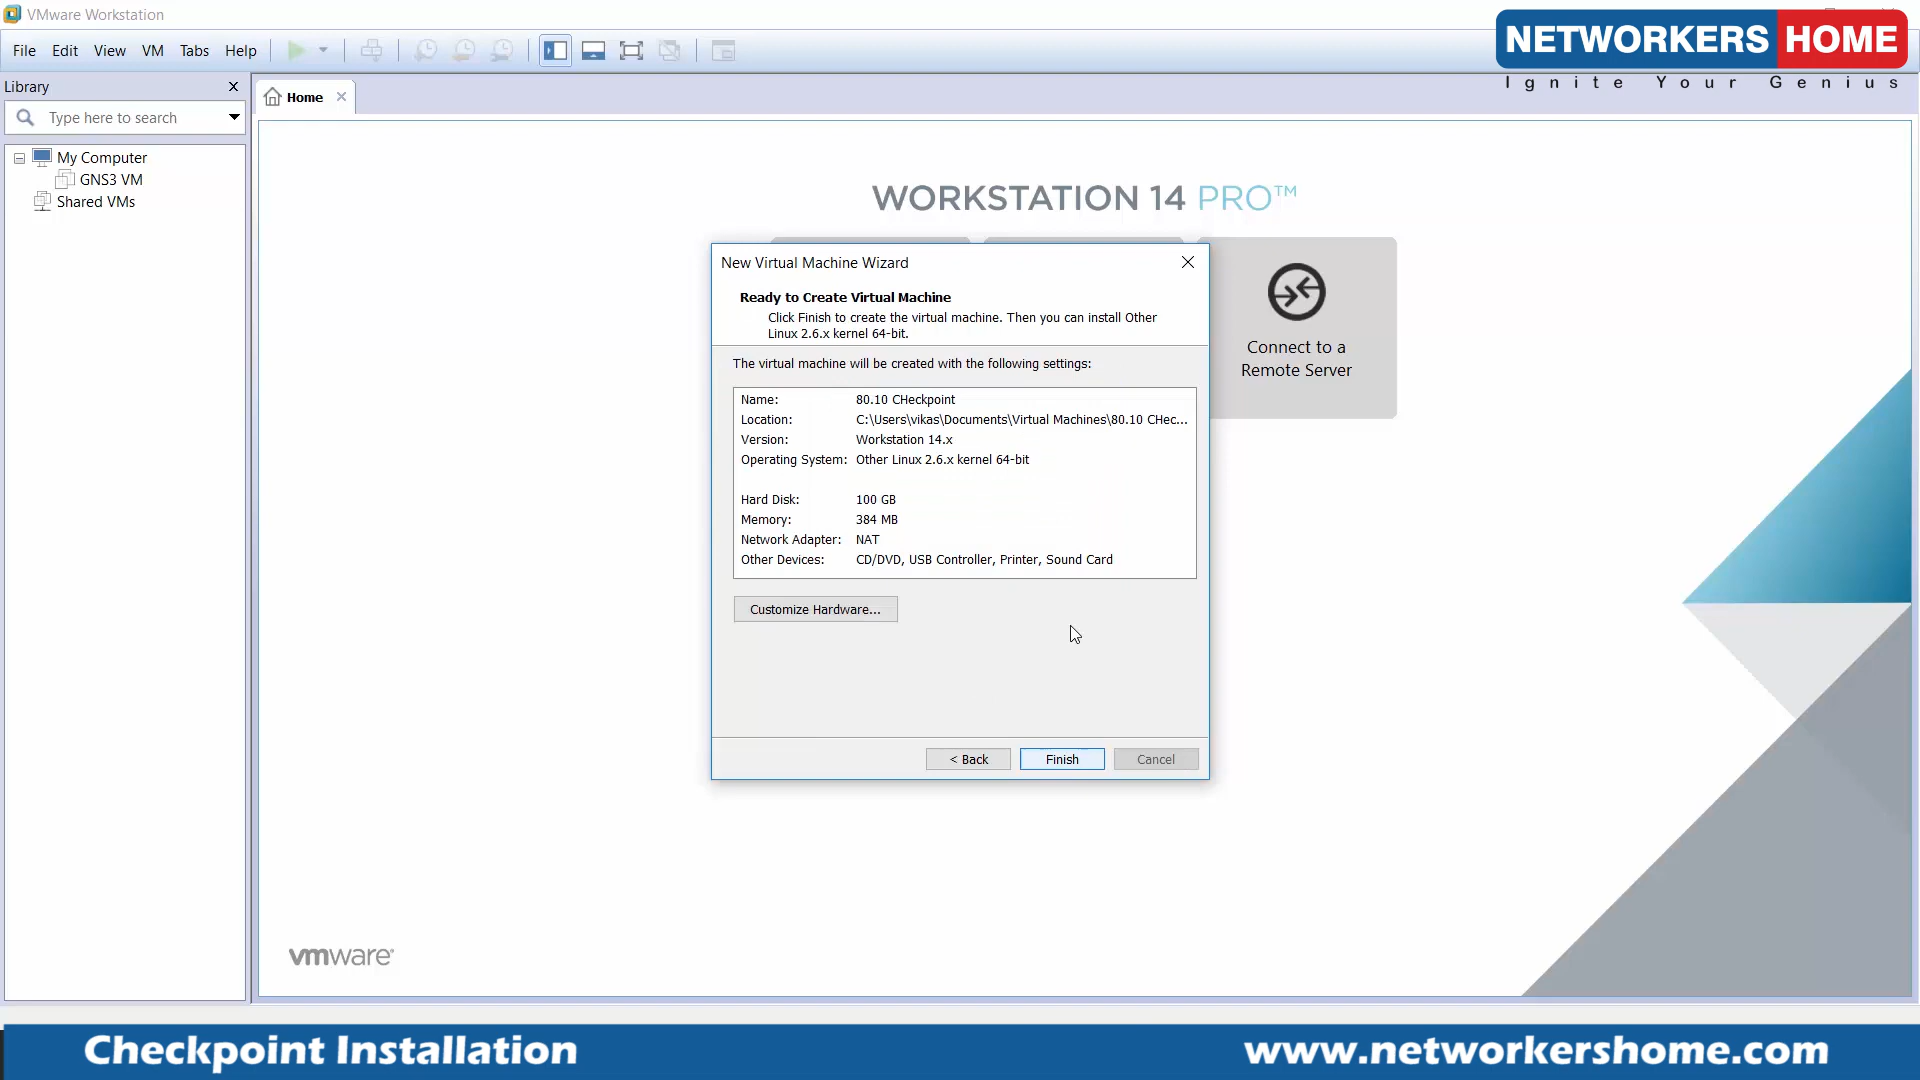 VMware Workstation
File Edit View VM Tabs Help
NETWORKERS HOME
Ignite Your Genius
Library
Type here to search
My Computer
GNS3 VM
Shared VMs
Home
WORKSTATION 14 PRO™
Connect to a
Remote Server
New Virtual Machine Wizard
Ready to Create Virtual Machine
Click Finish to create the virtual machine. Then you can install Other
Linux 2.6.x kernel 64-bit.
The virtual machine will be created with the following settings:
Name: 80.10 CHeckpoint
Location: C:\Users\vikas\Documents\Virtual Machines\80.10 CHec...
Version: Workstation 14.x
Operating System: Other Linux 2.6.x kernel 64-bit
Hard Disk: 100 GB
Memory: 384 MB
Network Adapter: NAT
Other Devices: CD/DVD, USB Controller, Printer, Sound Card
Customize Hardware...
< Back Finish Cancel
vmware
Checkpoint Installation
www.networkershome.com